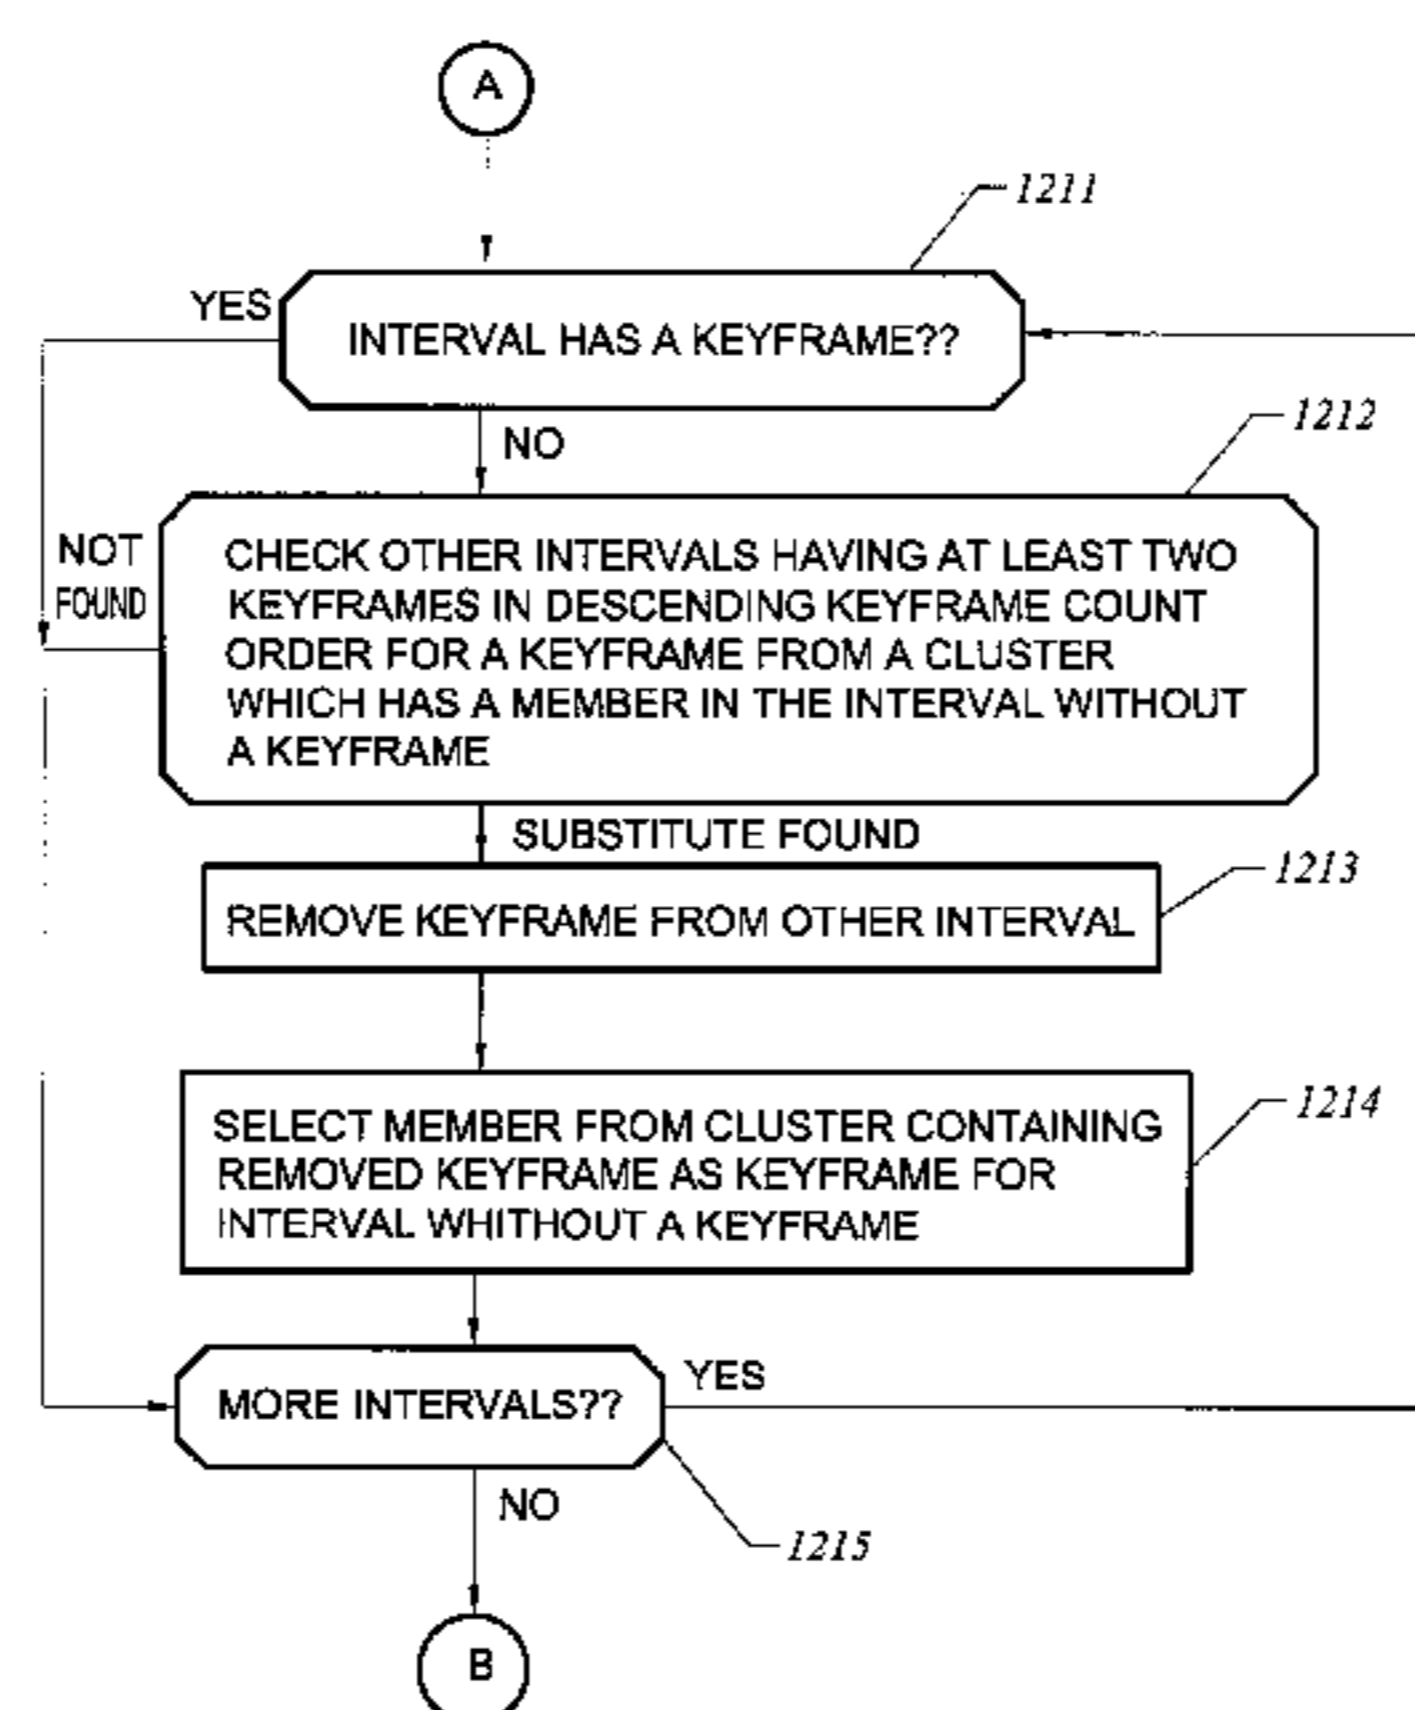 A
1211
YES
INTERVAL HAS A KEYFRAME??
NO
1212
NOT
FOUND
CHECK OTHER INTERVALS HAVING AT LEAST TWO
KEYFRAMES IN DESCENDING KEYFRAME COUNT
ORDER FOR A KEYFRAME FROM A CLUSTER
WHICH HAS A MEMBER IN THE INTERVAL WITHOUT
A KEYFRAME
SUBSTITUTE FOUND
1213
REMOVE KEYFRAME FROM OTHER INTERVAL
1214
SELECT MEMBER FROM CLUSTER CONTAINING
REMOVED KEYFRAME AS KEYFRAME FOR
INTERVAL WHITHOUT A KEYFRAME
MORE INTERVALS??
YES
NO
1215
B